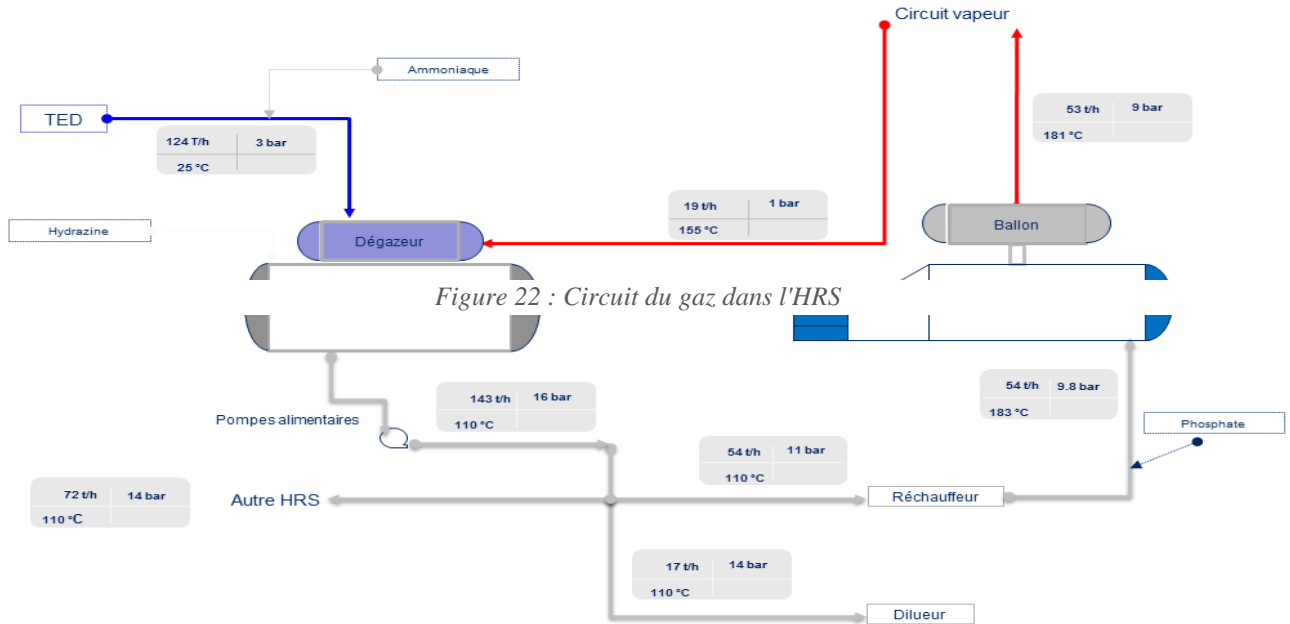 Circuit vapeur
Ammoniaque
TED
124 T/h 3 bar
25 °C
53 t/h 9 bar
181 °C
19 t/h 1 bar
155 °C
Hydrazine
Dégazeur
Ballon
Figure 22 : Circuit du gaz dans l'HRS
Pompes alimentaires
143 t/h 16 bar
110 °C
54 t/h 9.8 bar
183 °C
Phosphate
54 t/h 11 bar
110 °C
72 t/h 14 bar
110 °C
Autre HRS
Réchauffeur
17 t/h 14 bar
110 °C
Dilueur